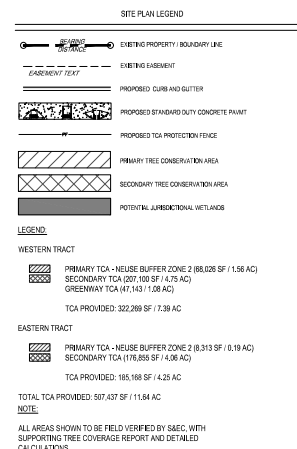 SITE PLAN LEGEND
BEARING
DISTANCE
EXISTING PROPERTY / BOUNDARY LINE
EXISTING EASEMENT
EASEMENT TEXT
PROPOSED CURB AND GUTTER
PROPOSED STANDARD DUTY CONCRETE PAVMT
PROPOSED TCA PROTECTION FENCE
PRIMARY TREE CONSERVATION AREA
SECONDARY TREE CONSERVATION AREA
POTENTIAL JURISDICTIONAL WETLANDS
LEGEND:
WESTERN TRACT
PRIMARY TCA - NEUSE BUFFER ZONE 2 (68,026 SF / 1.56 AC)
SECONDARY TCA (207,100 SF / 4.75 AC)
GREENWAY TCA (47,143 / 1.08 AC)
TCA PROVIDED: 322,269 SF / 7.39 AC
EASTERN TRACT
PRIMARY TCA - NEUSE BUFFER ZONE 2 (8,313 SF / 0.19 AC)
SECONDARY TCA (176,855 SF / 4.06 AC)
TCA PROVIDED: 185,168 SF / 4.25 AC
TOTAL TCA PROVIDED: 507,437 SF / 11.64 AC
NOTE:
ALL AREAS SHOWN TO BE FIELD VERIFIED BY S&EC, WITH
SUPPORTING TREE COVERAGE REPORT AND DETAILED
CALCULATIONS